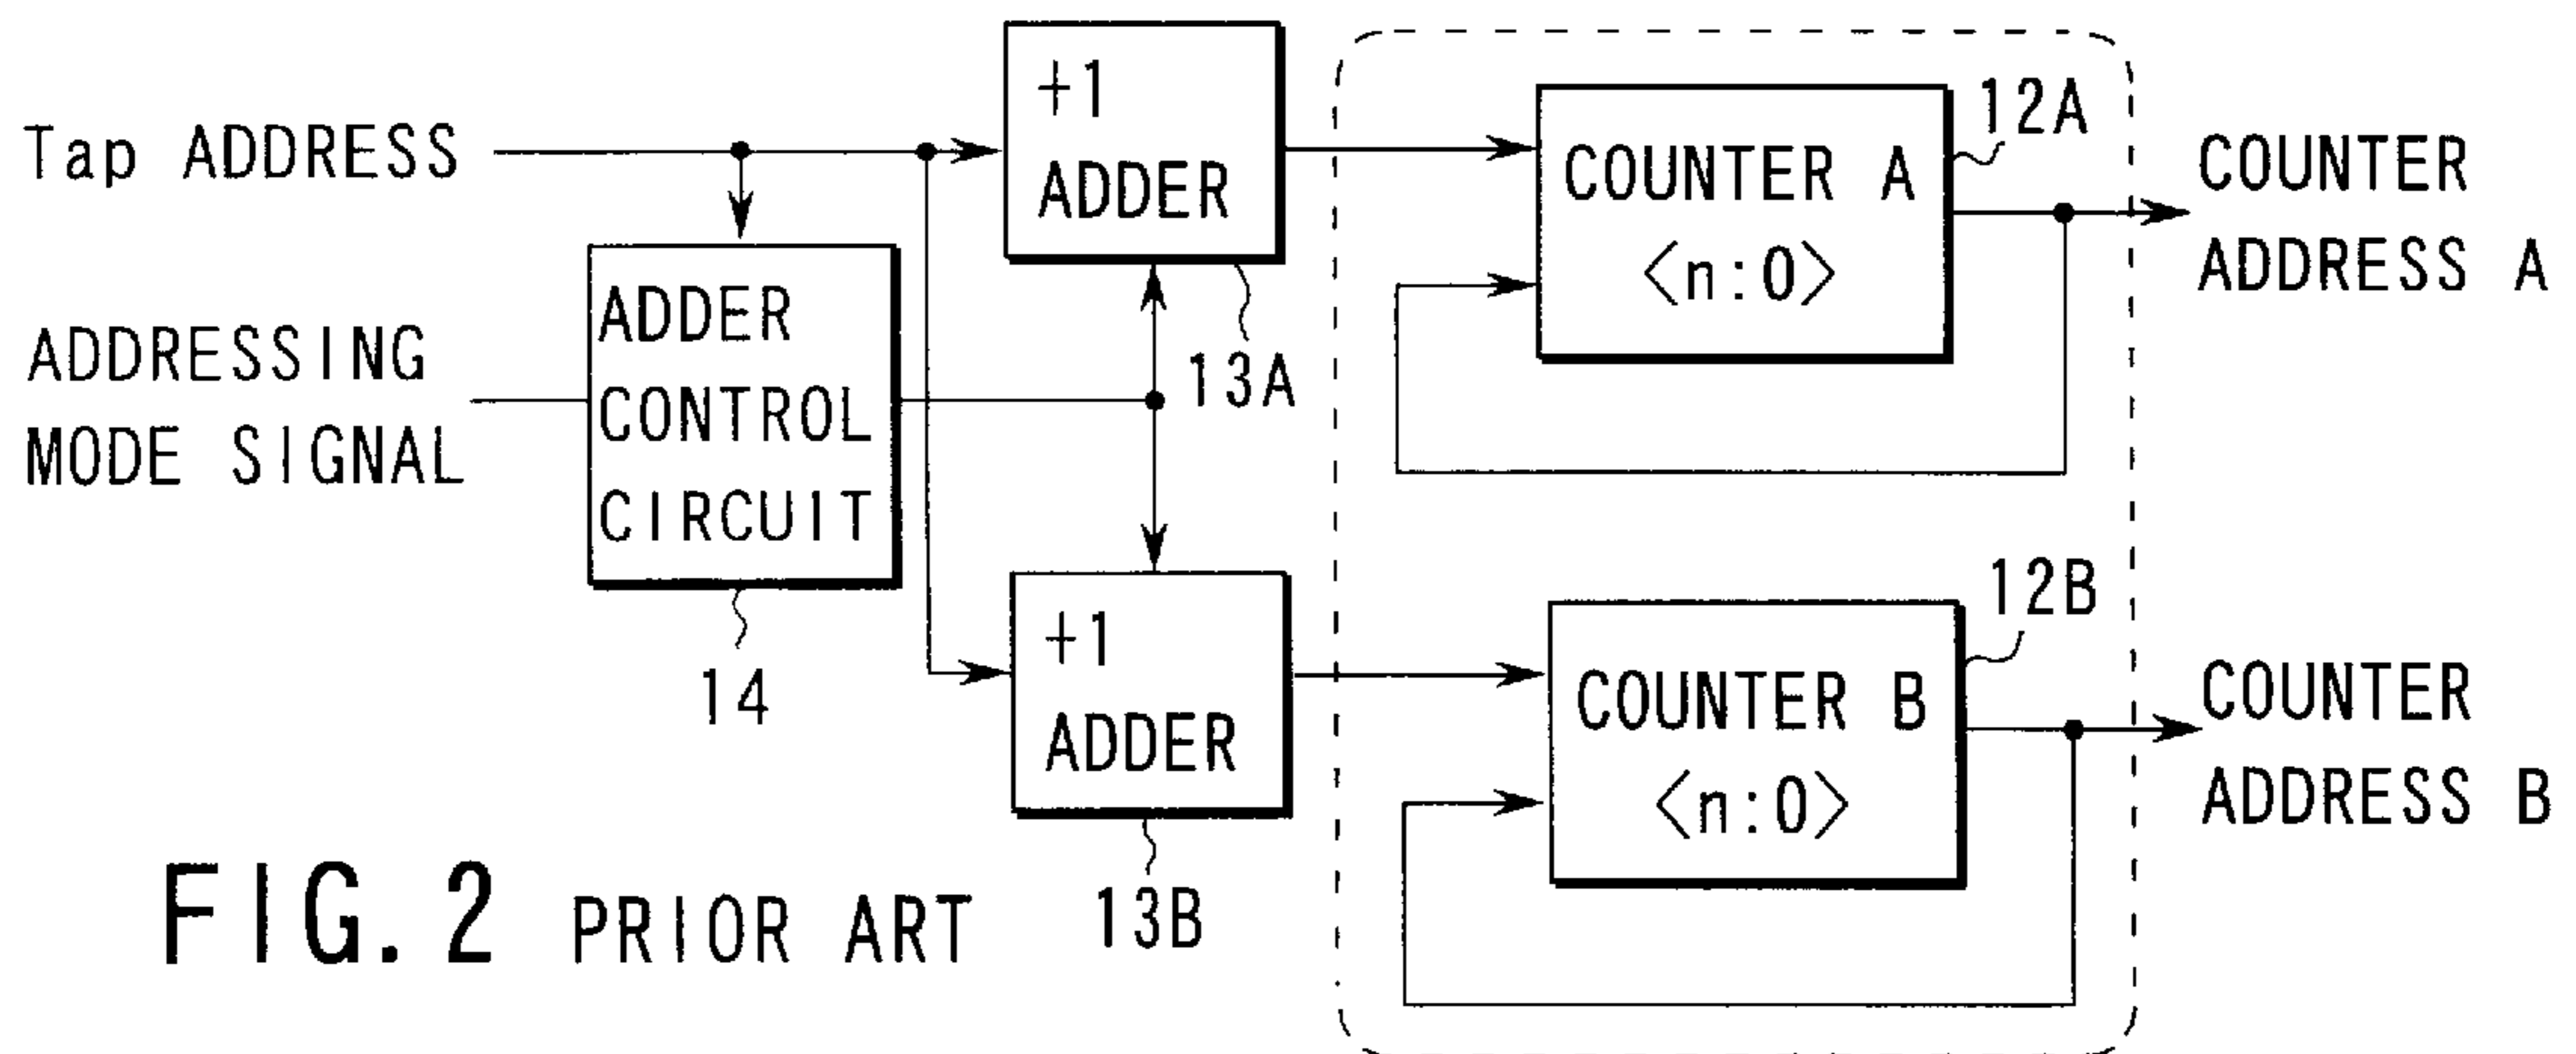 Tap ADDRESS
ADDRESSING
MODE SIGNAL
ADDER
CONTROL
CIRCUIT
14
+1
ADDER
13A
+1
ADDER
13B
COUNTER A
<n:0>
12A
COUNTER
ADDRESS A
COUNTER B
<n:0>
12B
COUNTER
ADDRESS B
FIG. 2 PRIOR ART